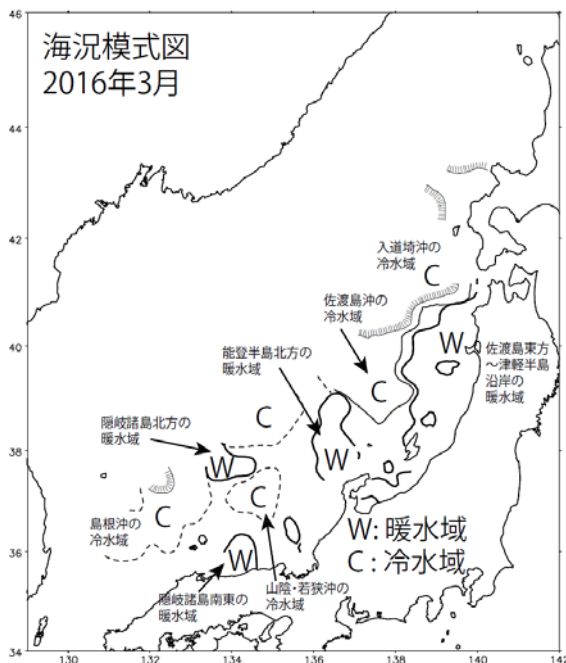 海況模式図
2016年3月
入道埼沖の
冷水域
C
佐渡島沖の
冷水域
能登半島北方の
暖水域
W
佐渡島東方
~津軽半島
沿岸の
暖水域
C
C
隠岐諸島北方の
暖水域
W
W
C
島根沖の
冷水域
C
W: 暖水域
C: 冷水域
W
山陰・若狭沖の
冷水域
隠岐諸島南東の
暖水域
46
44
42
40
38
36
34
130
132
134
136
138
140
142